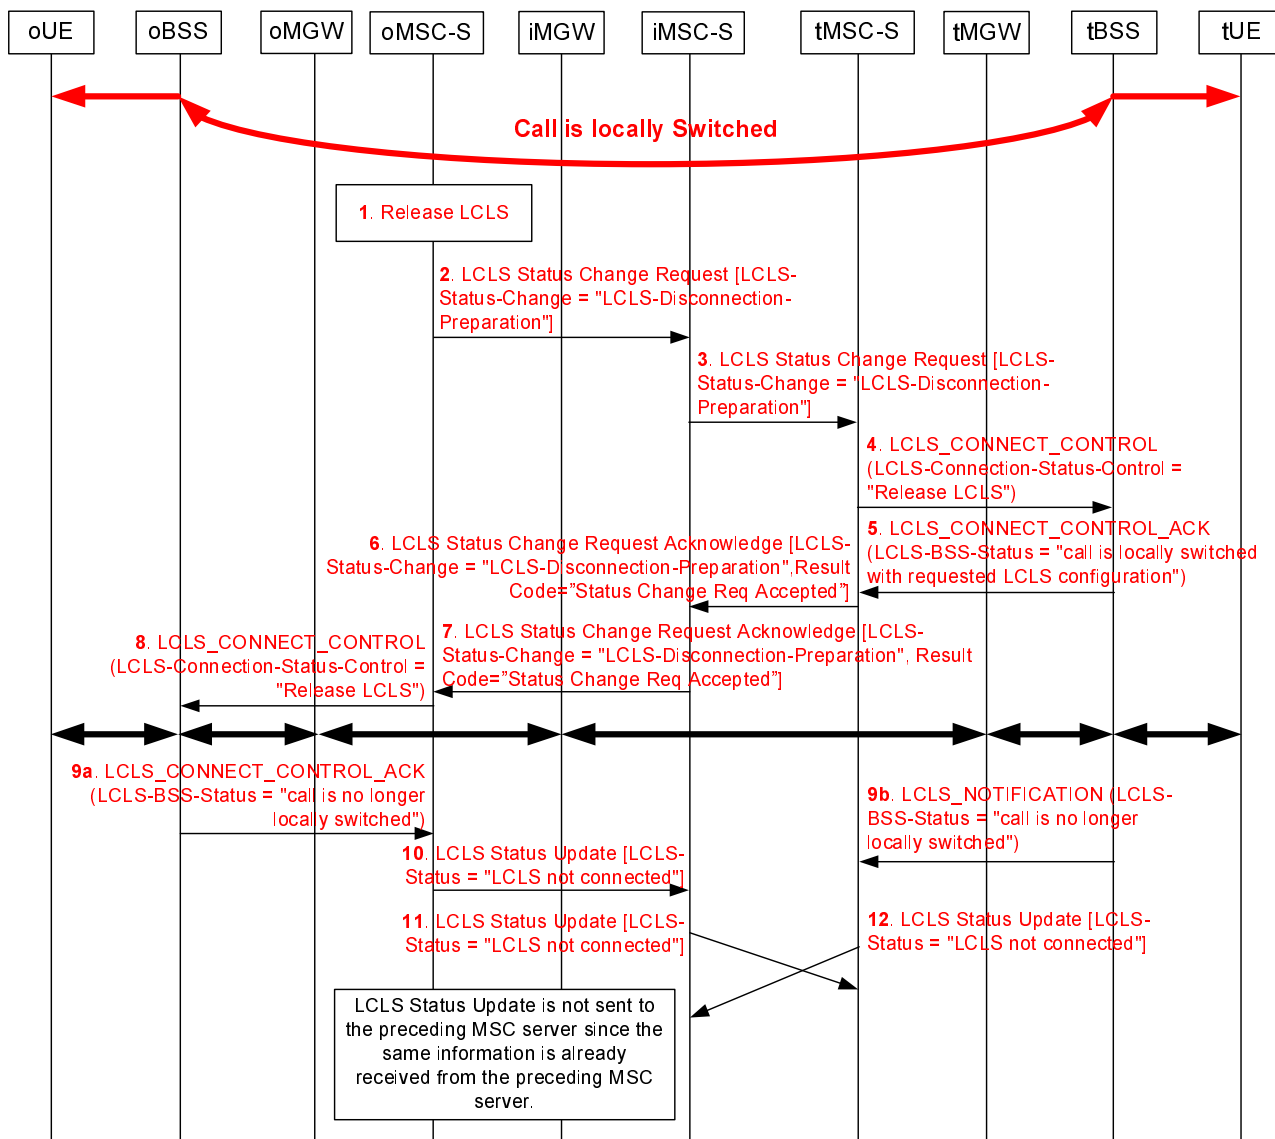 oUE oBSS oMGW oMSC-S iMGW iMSC-S tMSC-S tMGW tBSS tUE
Call is locally Switched
1. Release LCLS
2. LCLS Status Change Request [LCLS-
Status-Change = "LCLS-Disconnection-
Preparation"]
3. LCLS Status Change Request [LCLS-
Status-Change = "LCLS-Disconnection-
Preparation"]
4. LCLS_CONNECT_CONTROL
(LCLS-Connection-Status-Control =
"Release LCLS")
5. LCLS_CONNECT_CONTROL_ACK
(LCLS-BSS-Status = "call is locally switched
with requested LCLS configuration")
6. LCLS Status Change Request Acknowledge [LCLS-
Status-Change = "LCLS-Disconnection-Preparation",Result
Code=”Status Change Req Accepted”]
7. LCLS Status Change Request Acknowledge [LCLS-
Status-Change = "LCLS-Disconnection-Preparation", Result
Code=”Status Change Req Accepted”]
8. LCLS_CONNECT_CONTROL
(LCLS-Connection-Status-Control =
"Release LCLS")
9a. LCLS_CONNECT_CONTROL_ACK
(LCLS-BSS-Status = "call is no longer
locally switched")
9b. LCLS_NOTIFICATION (LCLS-
BSS-Status = "call is no longer
locally switched")
10. LCLS Status Update [LCLS-
Status = "LCLS not connected"]
11. LCLS Status Update [LCLS-
Status = "LCLS not connected"]
12. LCLS Status Update [LCLS-
Status = "LCLS not connected"]
LCLS Status Update is not sent to
the preceding MSC server since the
same information is already
received from the preceding MSC
server.